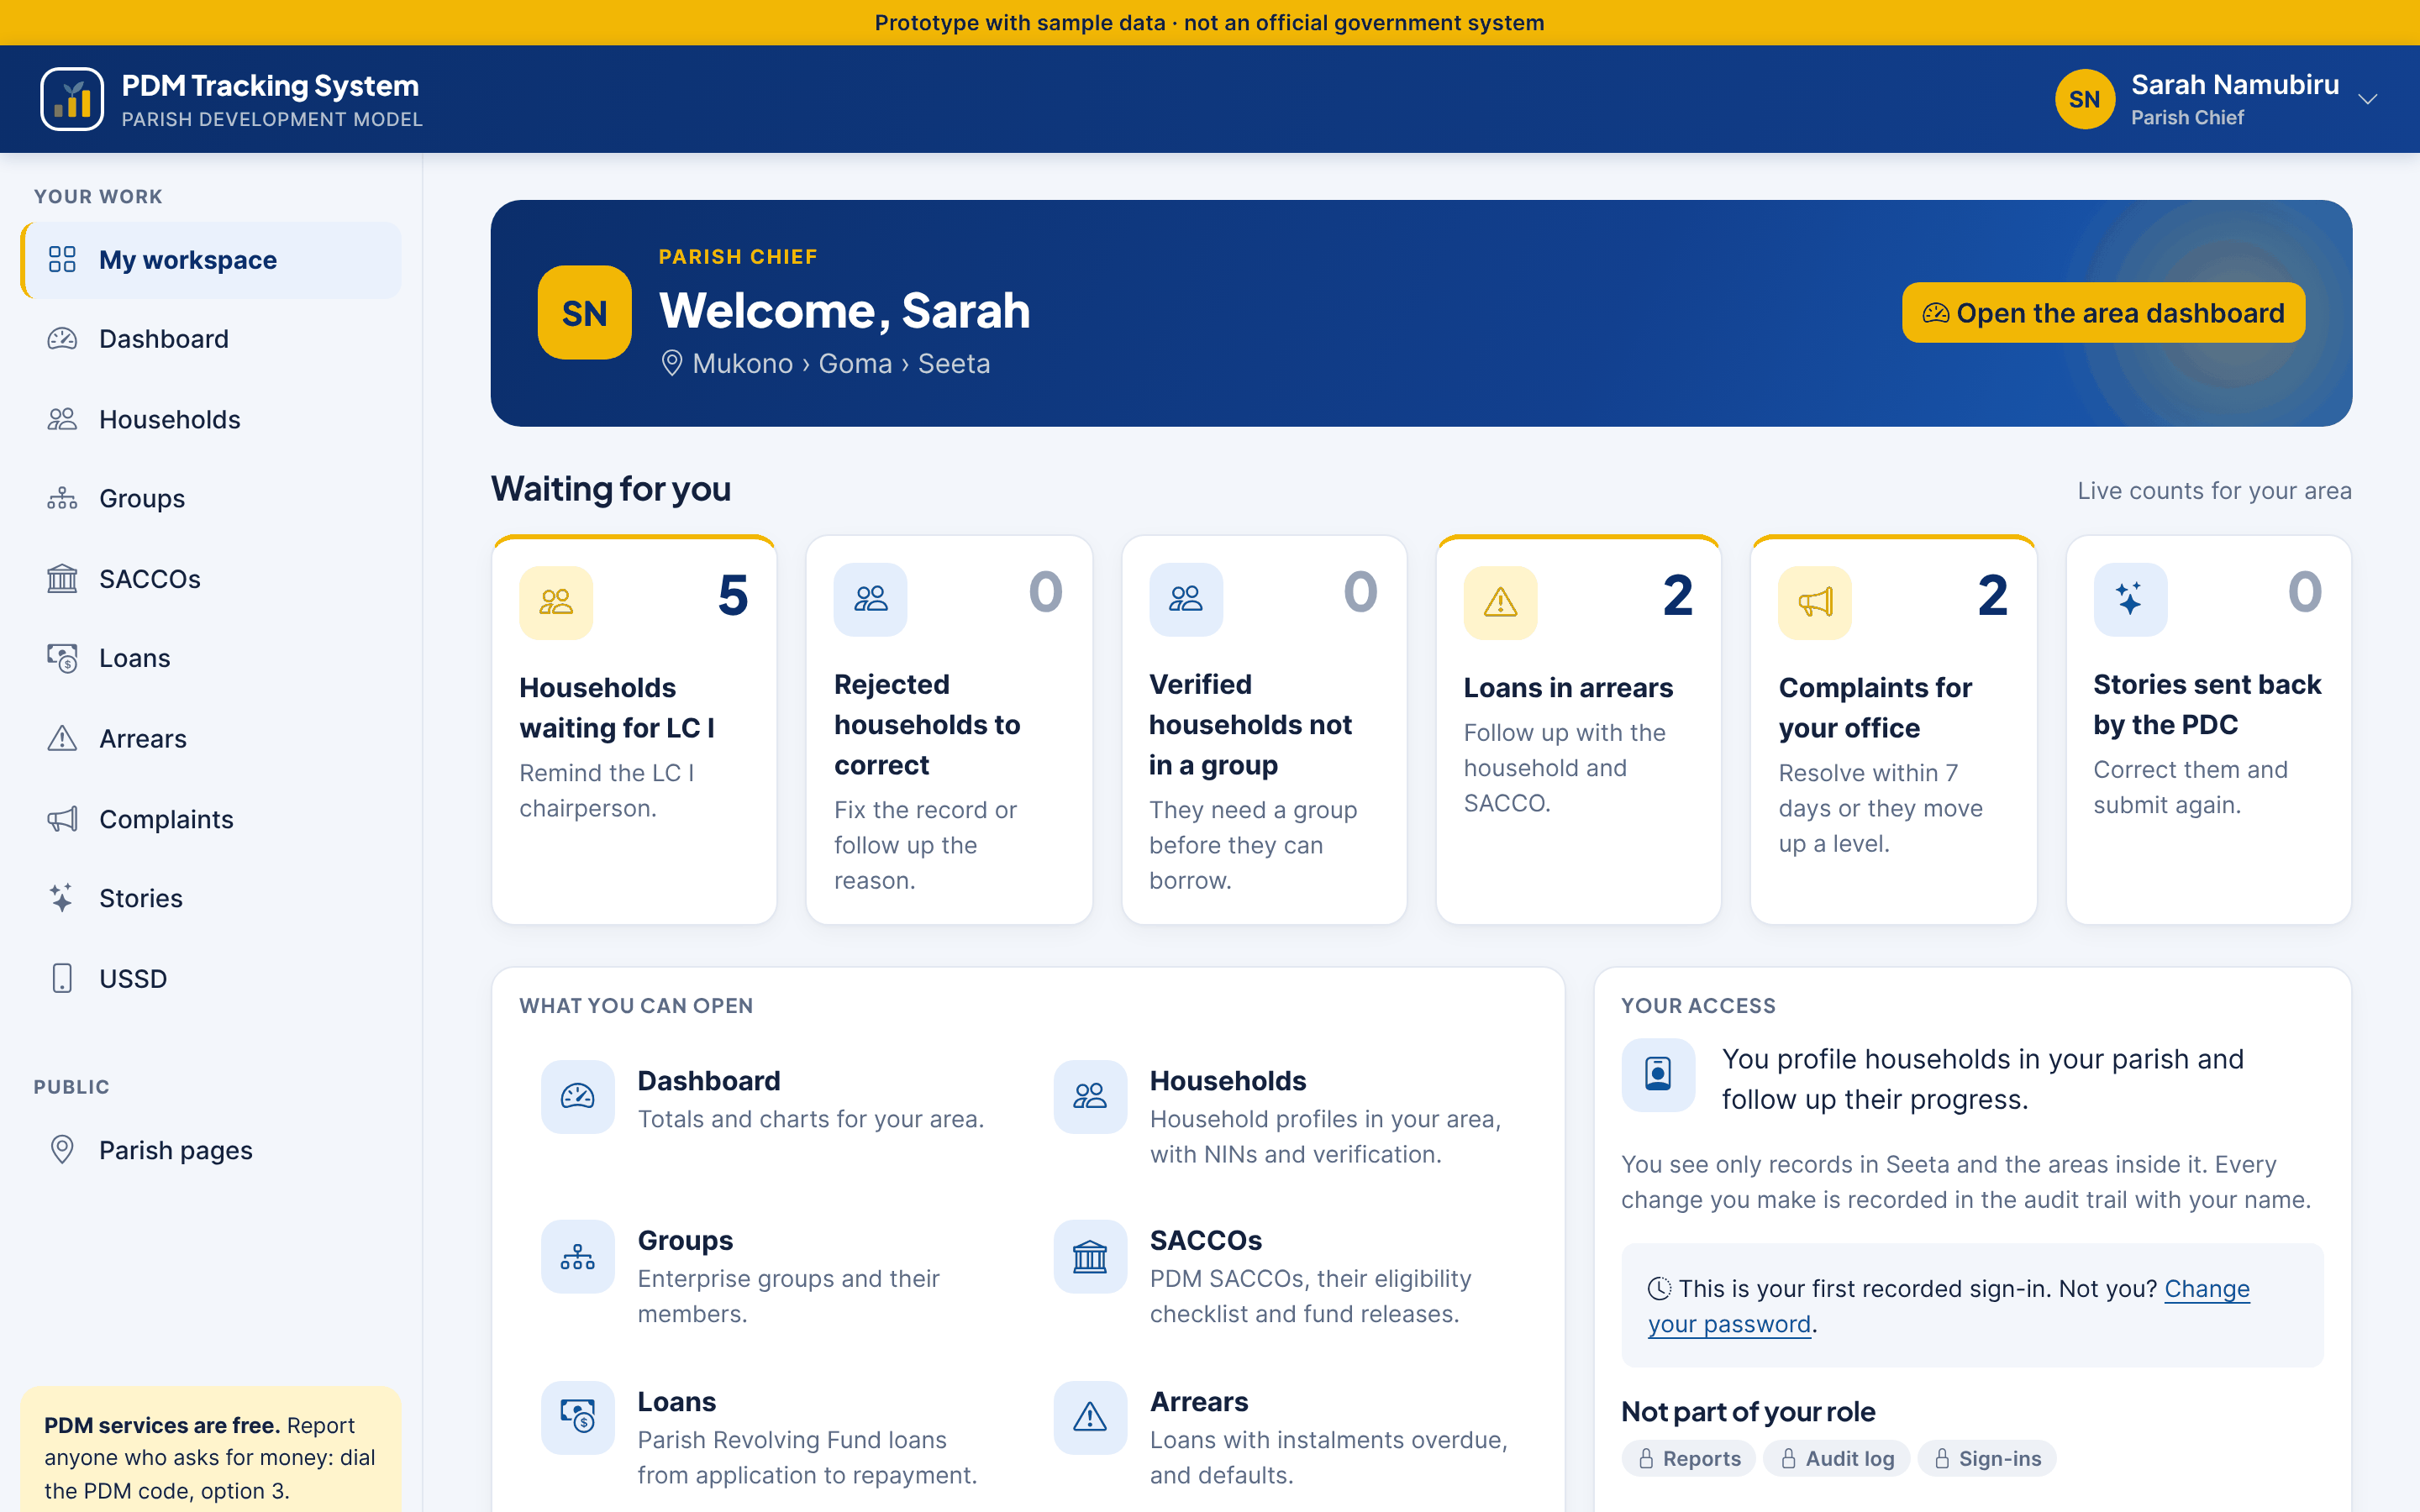 Prototype with sample data · not an official government system
PDM Tracking System
PARISH DEVELOPMENT MODEL
SN
Sarah Namubiru
Parish Chief
YOUR WORK
My workspace
Dashboard
Households
Groups
SACCOs
Loans
Arrears
Complaints
Stories
USSD
PUBLIC
Parish pages
PDM services are free. Report
anyone who asks for money: dial
the PDM code, option 3.
SN
PARISH CHIEF
Welcome, Sarah
Mukono › Goma › Seeta
Open the area dashboard
Waiting for you
Live counts for your area
5
Households
waiting for LC I
Remind the LC I
chairperson.
0
Rejected
households to
correct
Fix the record or
follow up the
reason.
0
Verified
households not
in a group
They need a group
before they can
borrow.
2
Loans in arrears
Follow up with the
household and
SACCO.
2
Complaints for
your office
Resolve within 7
days or they move
up a level.
0
Stories sent back
by the PDC
Correct them and
submit again.
WHAT YOU CAN OPEN
Dashboard
Totals and charts for your area.
Households
Household profiles in your area,
with NINs and verification.
Groups
Enterprise groups and their
members.
SACCOs
PDM SACCOs, their eligibility
checklist and fund releases.
Loans
Parish Revolving Fund loans
from application to repayment.
Arrears
Loans with instalments overdue,
and defaults.
YOUR ACCESS
You profile households in your parish and
follow up their progress.
You see only records in Seeta and the areas inside it. Every
change you make is recorded in the audit trail with your name.
This is your first recorded sign-in. Not you? Change
your password.
Not part of your role
Reports
Audit log
Sign-ins